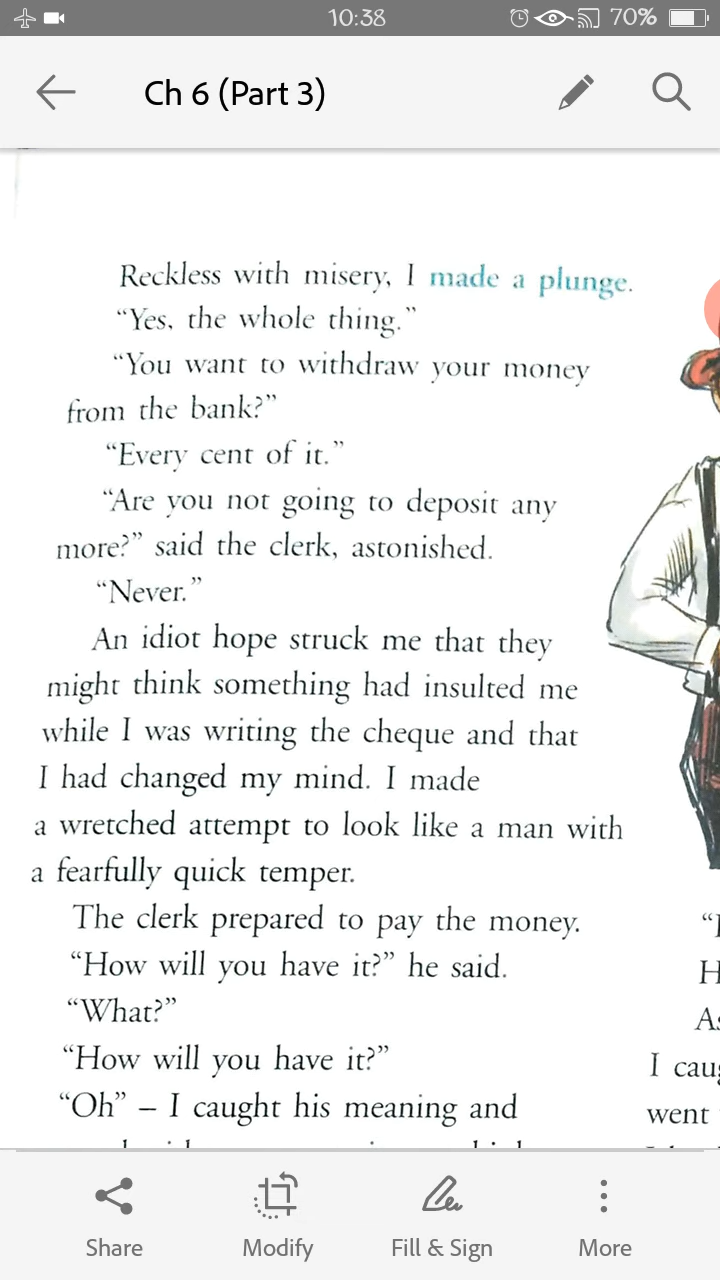 10:38
70%
Ch 6 (Part 3)
Reckless with misery, I made a plunge.
“Yes, the whole thing.”
“You want to withdraw your money
from the bank?”
“Every cent of it.”
“Are you not going to deposit any
more?” said the clerk, astonished.
“Never.”
An idiot hope struck me that they
might think something had insulted me
while I was writing the cheque and that
I had changed my mind. I made
a wretched attempt to look like a man with
a fearfully quick temper.
The clerk prepared to pay the money.
“How will you have it?” he said.
“What?”
“How will you have it?”
“Oh” – I caught his meaning and
H
I
went
Share
Modify
Fill & Sign
More